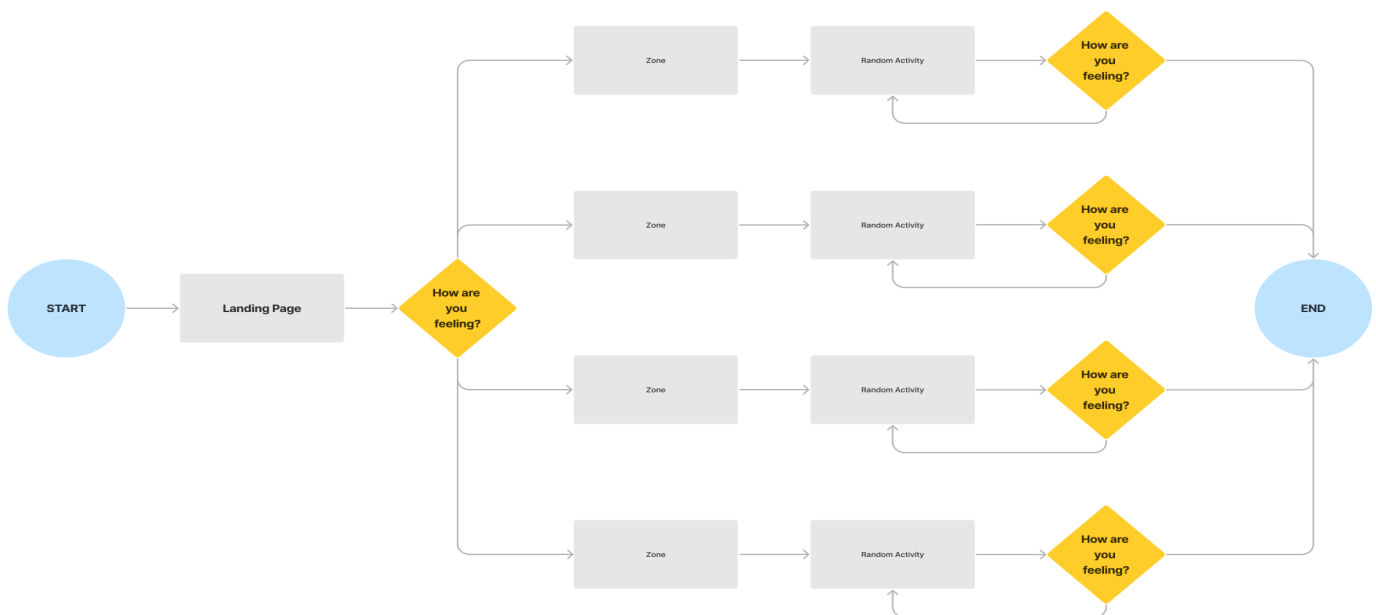 Zone
Random Activity
How are
you
feeling?
Zone
Random Activity
How are
you
feeling?
START
Landing Page
How are
you
feeling?
END
Zone
Random Activity
How are
you
feeling?
Zone
Random Activity
How are
you
feeling?